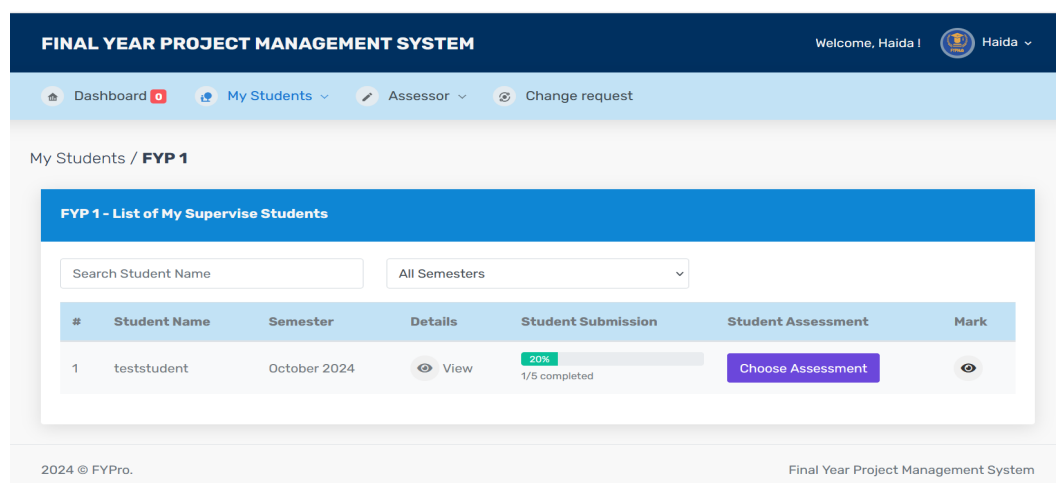 FINAL YEAR PROJECT MANAGEMENT SYSTEM
Welcome, Haida !
Haida
Dashboard 0
My Students
Assessor
Change request
My Students / FYP 1
FYP 1 - List of My Supervise Students
Search Student Name
All Semesters
# Student Name Semester Details Student Submission Student Assessment Mark
1 teststudent October 2024 View 20% Choose Assessment
1/5 completed
2024 © FYPro.
Final Year Project Management System